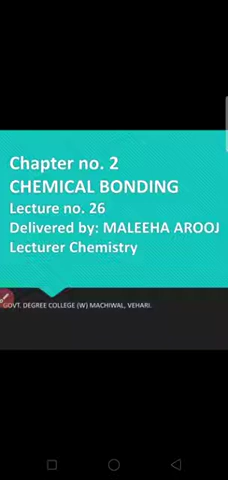 Chapter no. 2
CHEMICAL BONDING
Lecture no. 26
Delivered by: MALEEHA AROOJ
Lecturer Chemistry
GOVT. DEGREE COLLEGE (W) MACHIWAL, VEHARI.